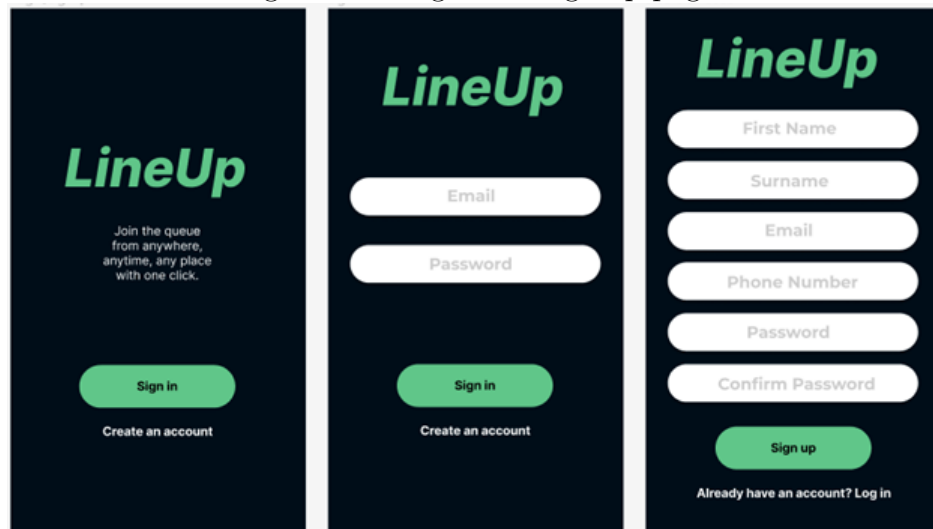 LineUp
Join the queue
from anywhere,
anytime, any place
with one click.
Sign in
Create an account
LineUp
Email
Password
Sign in
Create an account
LineUp
First Name
Surname
Email
Phone Number
Password
Confirm Password
Sign up
Already have an account? Log in